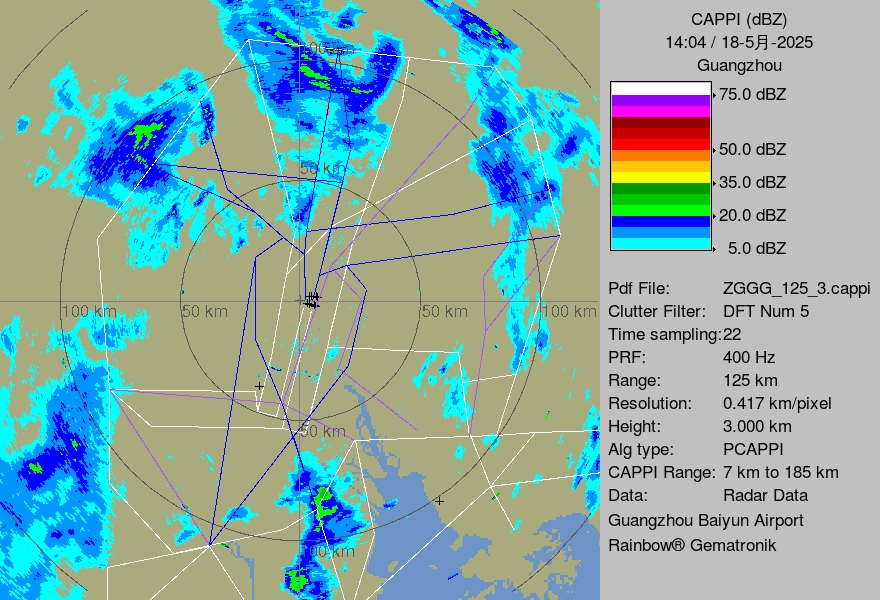 CAPPI (dBZ)
14:04 / 18-5月-2025
Guangzhou
75.0 dBZ
50.0 dBZ
35.0 dBZ
20.0 dBZ
5.0 dBZ
Pdf File: ZGGG_125_3.cappi
Clutter Filter: DFT Num 5
Time sampling:22
PRF: 400 Hz
Range: 125 km
Resolution: 0.417 km/pixel
Height: 3.000 km
Alg type: PCAPPI
CAPPI Range: 7 km to 185 km
Data: Radar Data
Guangzhou Baiyun Airport
Rainbow® Gematronik
100 km
50 km
100 km
50 km
50 km
100 km
50 km
100 km